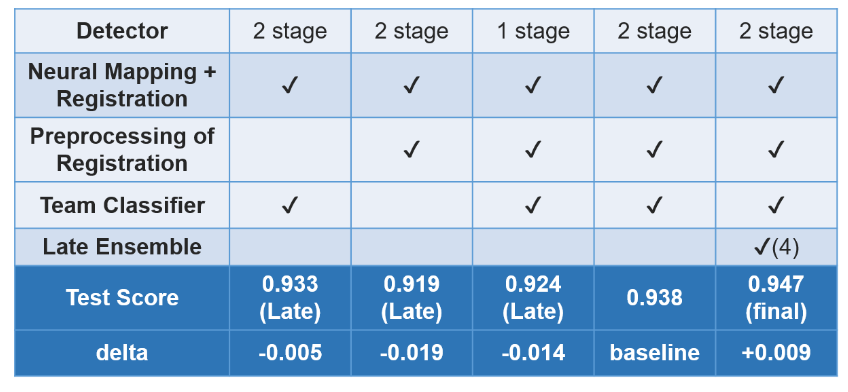 Detector 2 stage 2 stage 1 stage 2 stage 2 stage
Neural Mapping +
Registration ✓ ✓ ✓ ✓ ✓
Preprocessing of
Registration ✓ ✓ ✓ ✓
Team Classifier ✓ ✓ ✓ ✓
Late Ensemble ✓(4)
Test Score 0.933 (Late) 0.919 (Late) 0.924 (Late) 0.938 0.947 (final)
delta -0.005 -0.019 -0.014 baseline +0.009